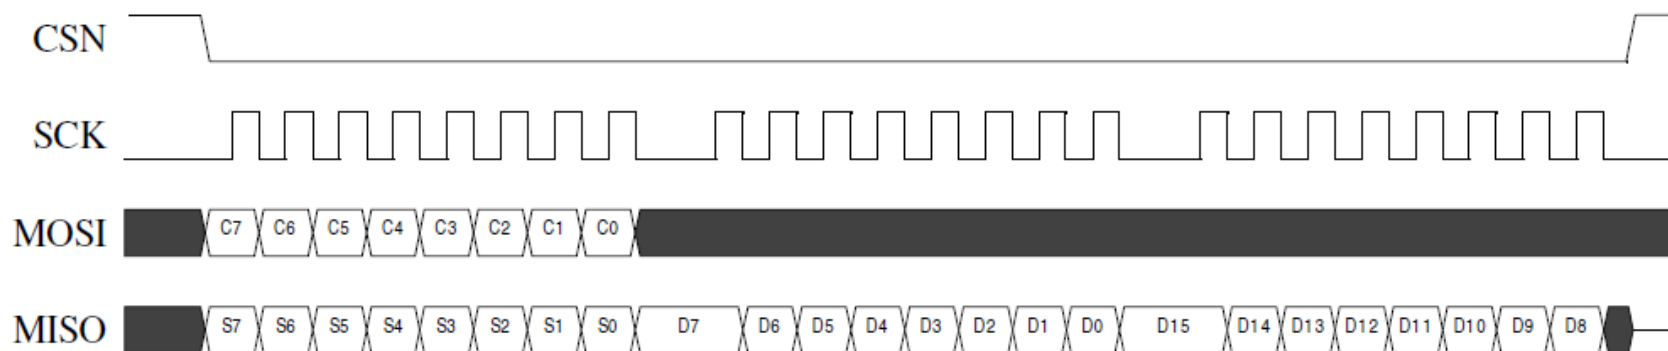 CSN
SCK
MOSI C7 C6 C5 C4 C3 C2 C1 C0
MISO S7 S6 S5 S4 S3 S2 S1 S0 D7 D6 D5 D4 D3 D2 D1 D0 D15 D14 D13 D12 D11 D10 D9 D8